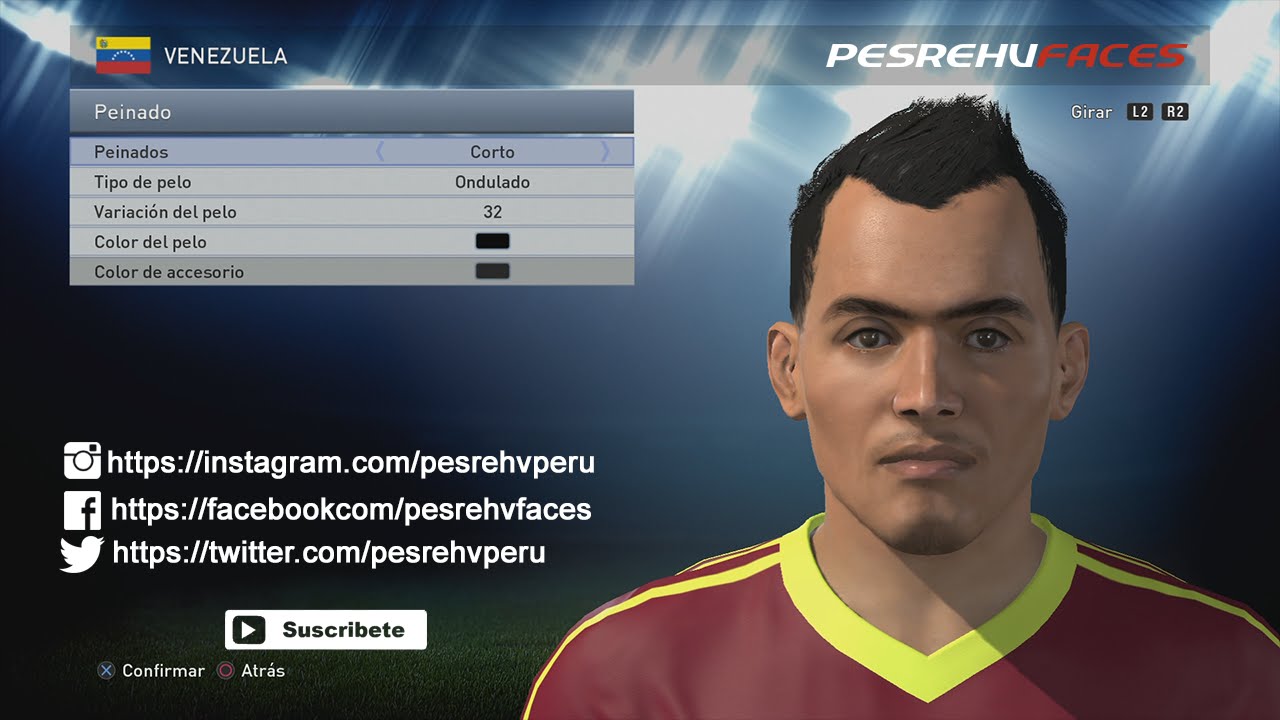 VENEZUELA
PESREHVFACES
Peinado
Girar L2 R2
Peinados Corto
Tipo de pelo Ondulado
Variación del pelo 32
Color del pelo
Color de accesorio
https://instagram.com/pesrehvperu
https://facebookcom/pesrehvfaces
https://twitter.com/pesrehvperu
Suscribete
Confirmar Atrás